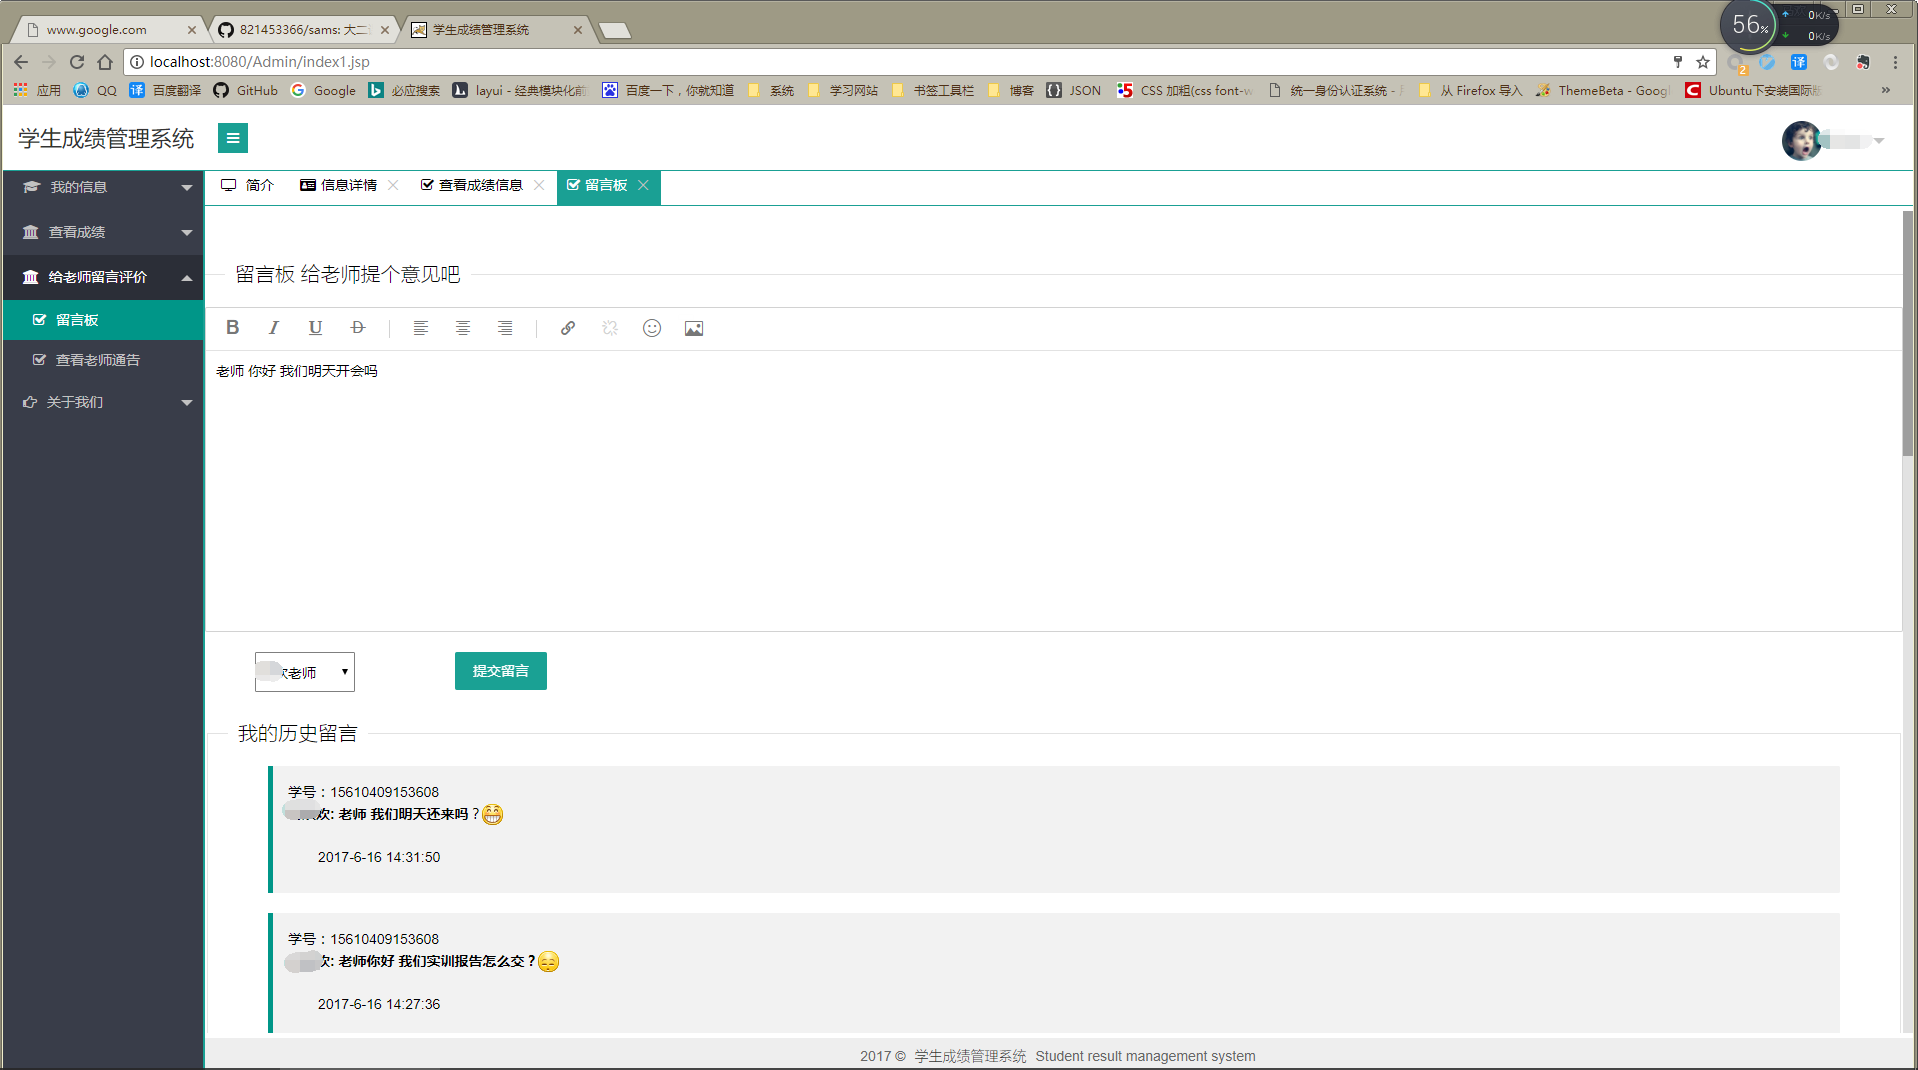 www.google.com
821453366/sams: 大二
学生成绩管理系统
56%
0K/s
0K/s
localhost:8080/Admin/index1.jsp
2
应用 QQ 百度翻译 GitHub Google 必应搜索 layui - 经典模块化前 百度一下，你就知道 系统 学习网站 书签工具栏 博客 JSON CSS 加粗(css font-w 统一身份认证系统 - 从 Firefox 导入 ThemeBeta - Googl Ubuntu下安装国际版 »
学生成绩管理系统
我的信息
查看成绩
给老师留言评价
留言板
查看老师通告
关于我们
简介 信息详情 查看成绩信息 留言板
留言板 给老师提个意见吧
B I U D
老师 你好 我们明天开会吗
老师
提交留言
我的历史留言
学号：15610409153608
欢: 老师 我们明天还来吗？
2017-6-16 14:31:50
学号：15610409153608
欢: 老师你好 我们实训报告怎么交？
2017-6-16 14:27:36
2017 © 学生成绩管理系统 Student result management system